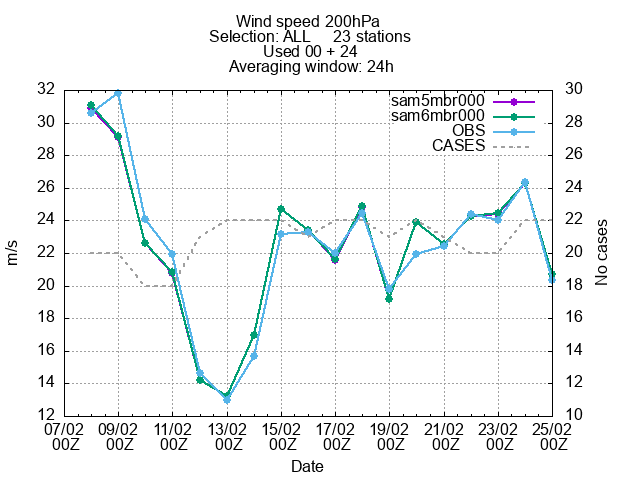 Wind speed 200hPa
Selection: ALL 23 stations
Used 00 + 24
Averaging window: 24h
sam5mbr000
sam6mbr000
OBS
CASES
32 30
30 28
28 26
26 24
24 22
22 20
20 18
18 16
16 14
14 12
12 10
m/s
No cases
07/02 09/02 11/02 13/02 15/02 17/02 19/02 21/02 23/02 25/02
00Z 00Z 00Z 00Z 00Z 00Z 00Z 00Z 00Z 00Z
Date